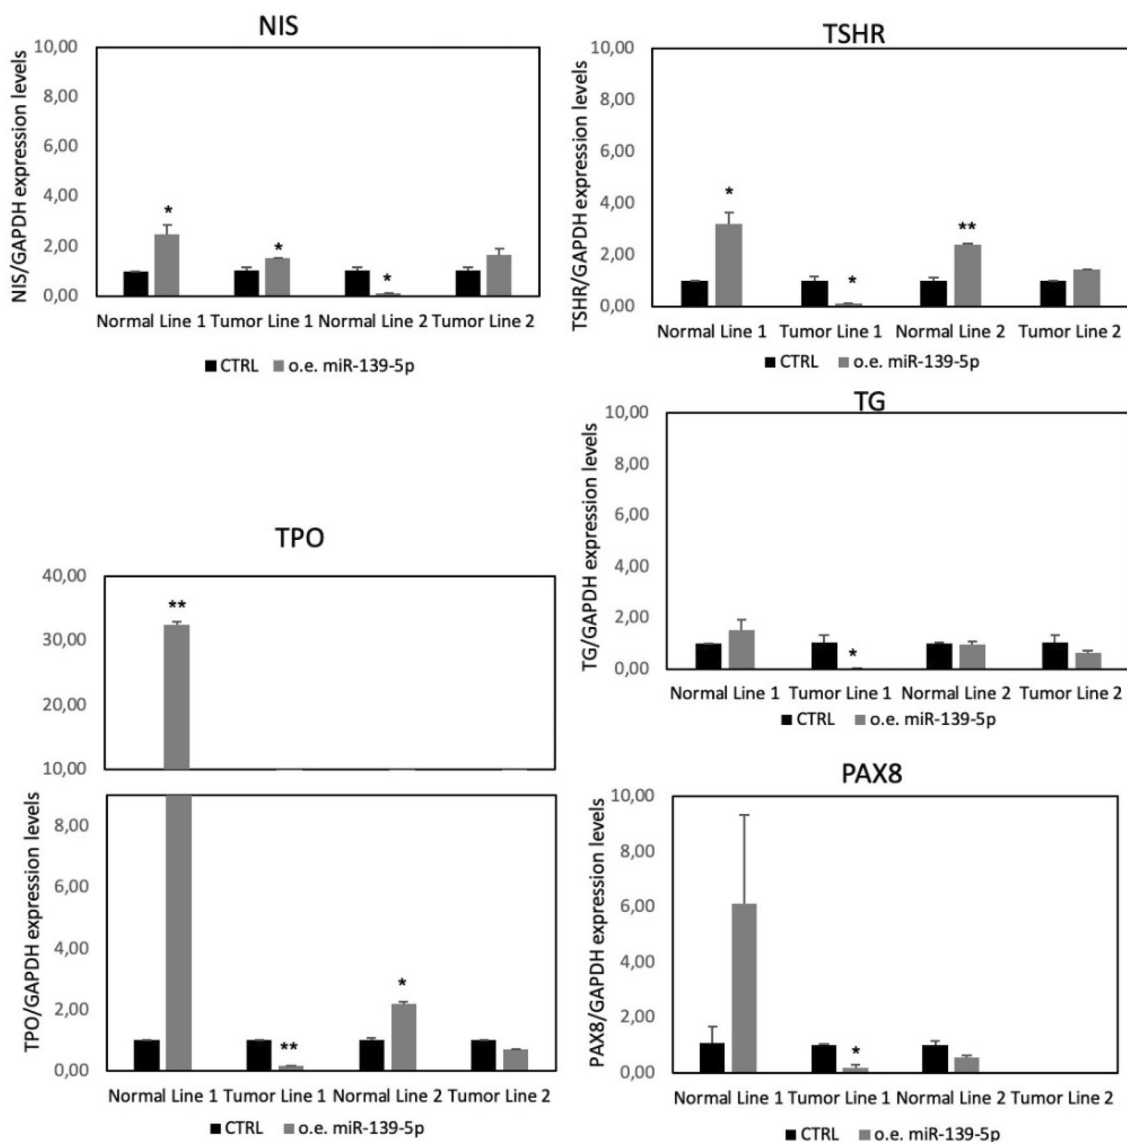 NIS
NIS/GAPDH expression levels
10,00
8,00
6,00
4,00
2,00
0,00
*
*
*
Normal Line 1 Tumor Line 1 Normal Line 2 Tumor Line 2
CTRL o.e. miR-139-5p
TSHR
TSHR/GAPDH expression levels
10,00
8,00
6,00
4,00
2,00
0,00
*
*
**
Normal Line 1 Tumor Line 1 Normal Line 2 Tumor Line 2
CTRL o.e. miR-139-5p
TG
TG/GAPDH expression levels
10,00
8,00
6,00
4,00
2,00
0,00
*
Normal Line 1 Tumor Line 1 Normal Line 2 Tumor Line 2
CTRL o.e. miR-139-5p
TPO
40,00
30,00
20,00
10,00
**
TPO/GAPDH expression levels
8,00
6,00
4,00
2,00
0,00
**
*
Normal Line 1 Tumor Line 1 Normal Line 2 Tumor Line 2
CTRL o.e. miR-139-5p
PAX8
PAX8/GAPDH expression levels
10,00
8,00
6,00
4,00
2,00
0,00
*
Normal Line 1 Tumor Line 1 Normal Line 2 Tumor Line 2
CTRL o.e. miR-139-5p